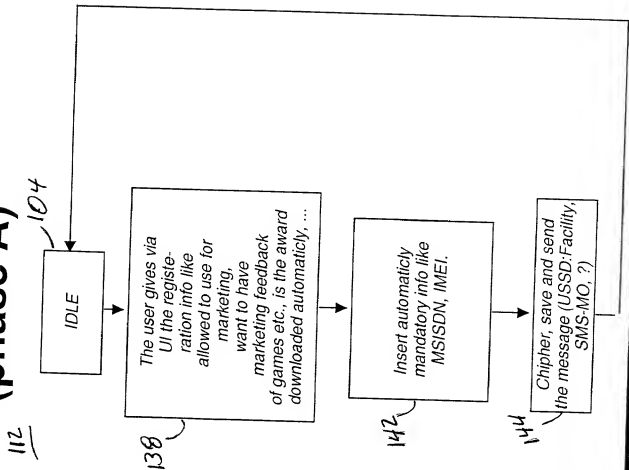 (phase A)
112
104
IDLE
138
The user gives via
UI the registe-
ration info like
allowed to use for
marketing,
want to have
marketing feedback
of games etc., is the award
downloaded automaticly, ...
142
Insert automaticly
mandatory info like
MSISDN, IMEI.
144
Chipher, save and send
the message (USSD:Facility,
SMS-MO, ?)